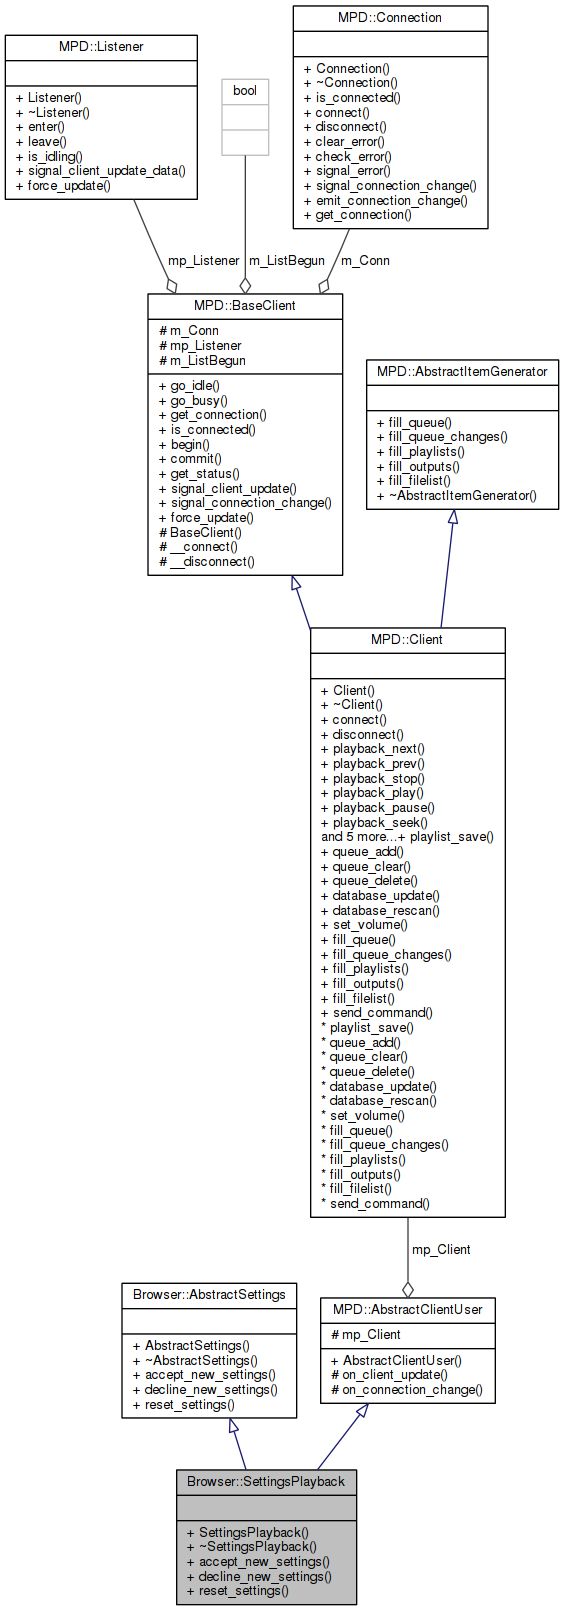 MPD::Connection
+ Connection()
+ ~Connection()
+ is_connected()
+ connect()
+ disconnect()
+ clear_error()
+ check_error()
+ signal_error()
+ signal_connection_change()
+ emit_connection_change()
+ get_connection()
MPD::Listener
+ Listener()
+ ~Listener()
+ enter()
+ leave()
+ is_idling()
+ signal_client_update_data()
+ force_update()
bool
mp_Listener
m_ListBegun
m_Conn
MPD::BaseClient
# m_Conn
# mp_Listener
# m_ListBegun
+ go_idle()
+ go_busy()
+ get_connection()
+ is_connected()
+ begin()
+ commit()
+ get_status()
+ signal_client_update()
+ signal_connection_change()
+ force_update()
# BaseClient()
# __connect()
# __disconnect()
MPD::AbstractItemGenerator
+ fill_queue()
+ fill_queue_changes()
+ fill_playlists()
+ fill_outputs()
+ fill_filelist()
+ ~AbstractItemGenerator()
MPD::Client
+ Client()
+ ~Client()
+ connect()
+ disconnect()
+ playback_next()
+ playback_prev()
+ playback_stop()
+ playback_play()
+ playback_pause()
+ playback_seek()
and 5 more...+ playlist_save()
+ queue_add()
+ queue_clear()
+ queue_delete()
+ database_update()
+ database_rescan()
+ set_volume()
+ fill_queue()
+ fill_queue_changes()
+ fill_playlists()
+ fill_outputs()
+ fill_filelist()
+ send_command()
* playlist_save()
* queue_add()
* queue_clear()
* queue_delete()
* database_update()
* database_rescan()
* set_volume()
* fill_queue()
* fill_queue_changes()
* fill_playlists()
* fill_outputs()
* fill_filelist()
* send_command()
mp_Client
Browser::AbstractSettings
+ AbstractSettings()
+ ~AbstractSettings()
+ accept_new_settings()
+ decline_new_settings()
+ reset_settings()
MPD::AbstractClientUser
# mp_Client
+ AbstractClientUser()
# on_client_update()
# on_connection_change()
Browser::SettingsPlayback
+ SettingsPlayback()
+ ~SettingsPlayback()
+ accept_new_settings()
+ decline_new_settings()
+ reset_settings()